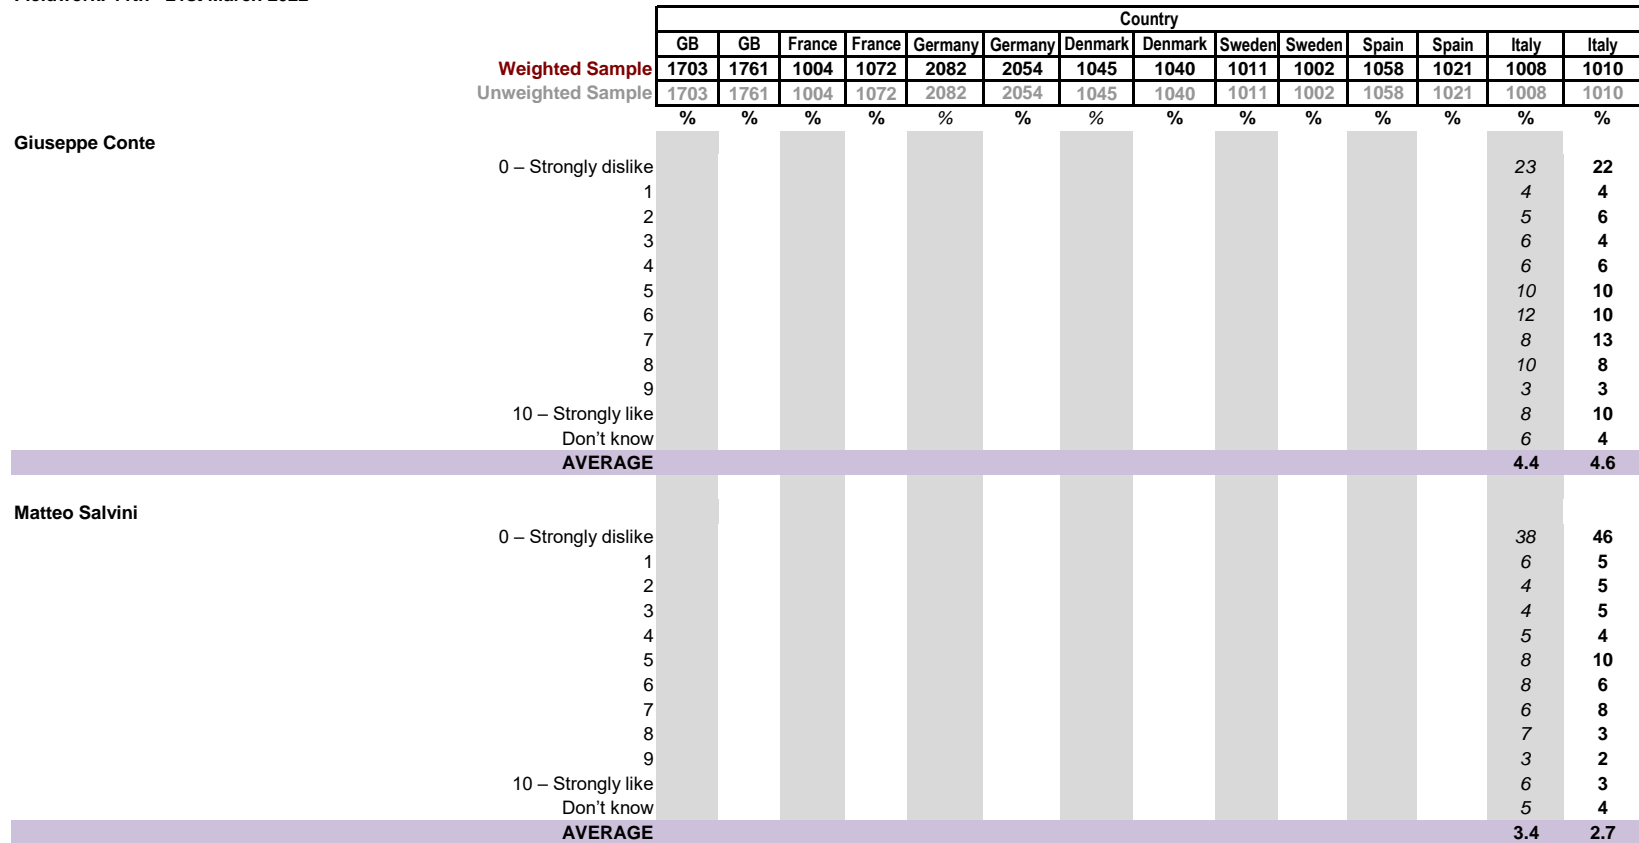 Country
GB GB France France Germany Germany Denmark Denmark Sweden Sweden Spain Spain Italy Italy
Weighted Sample 1703 1761 1004 1072 2082 2054 1045 1040 1011 1002 1058 1021 1008 1010
Unweighted Sample 1703 1761 1004 1072 2082 2054 1045 1040 1011 1002 1058 1021 1008 1010
% % % % % % % % % % % % % %
Giuseppe Conte
0 – Strongly dislike 23 22
1 4 4
2 5 6
3 6 4
4 6 6
5 10 10
6 12 10
7 8 13
8 10 8
9 3 3
10 – Strongly like 8 10
Don't know 6 4
AVERAGE 4.4 4.6
Matteo Salvini
0 – Strongly dislike 38 46
1 6 5
2 4 5
3 4 5
4 5 4
5 8 10
6 8 6
7 6 8
8 7 3
9 3 2
10 – Strongly like 6 3
Don't know 5 4
AVERAGE 3.4 2.7